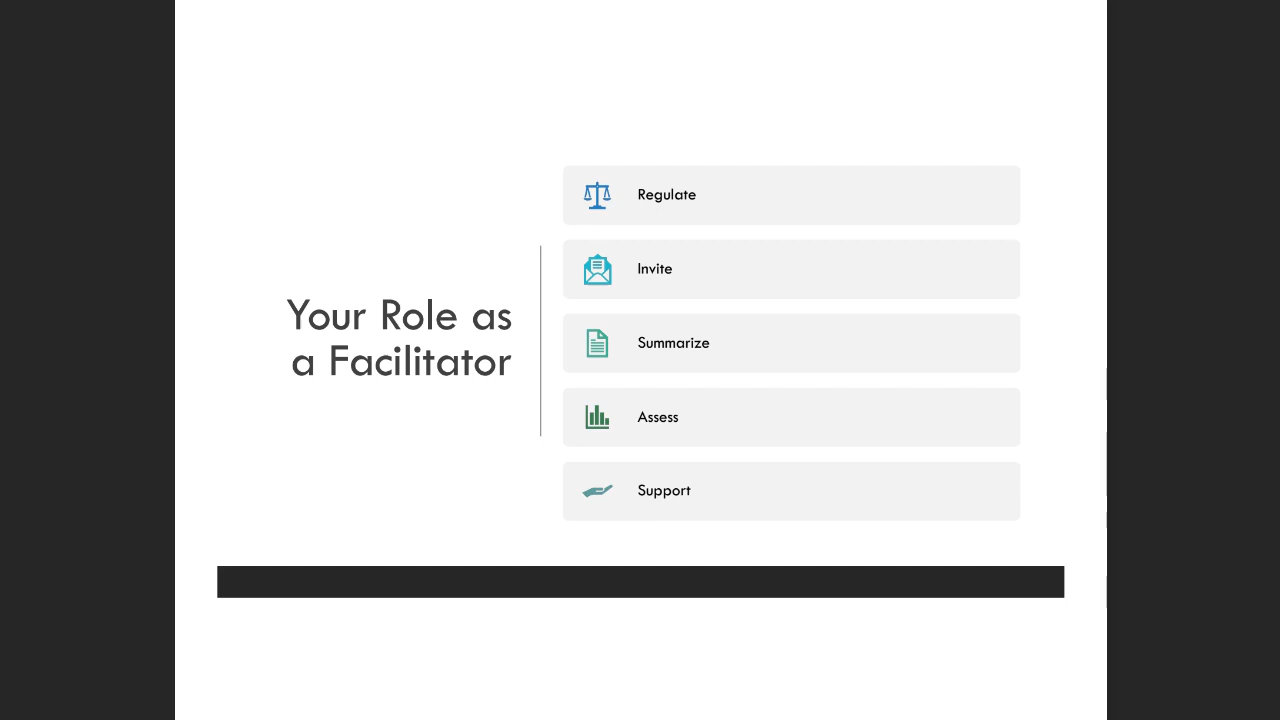 Your Role as
a Facilitator
Regulate
Invite
Summarize
Assess
Support